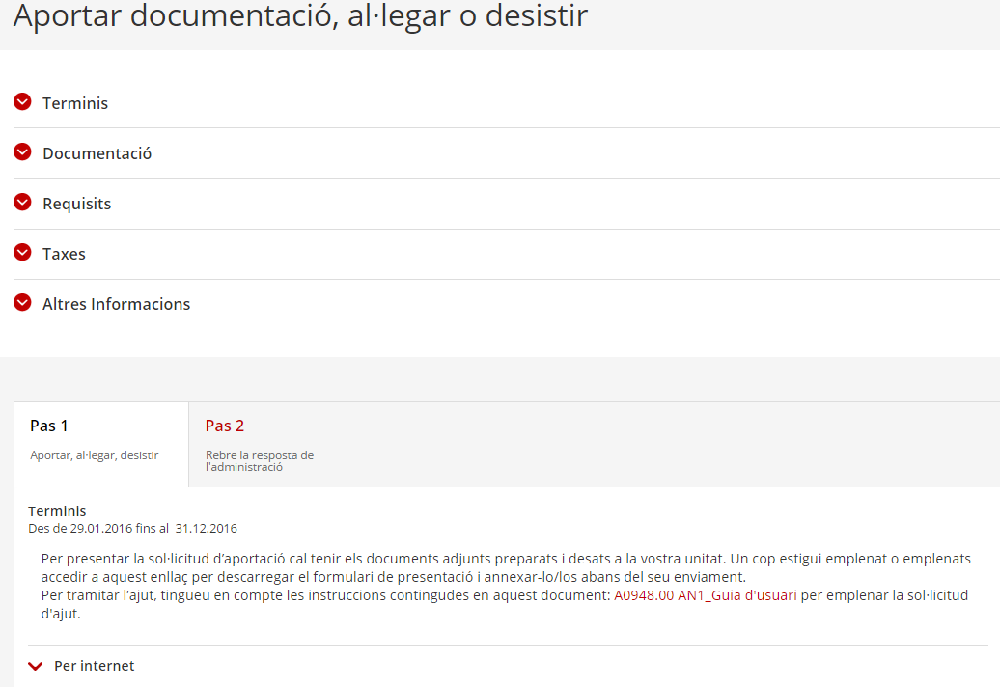 Aportar documentació, al·legar o desistir
Terminis
Documentació
Requisits
Taxes
Altres Informacions
Pas 1
Aportar, al·legar, desistir
Pas 2
Rebre la resposta de
l'administració
Terminis
Des de 29.01.2016 fins al 31.12.2016
Per presentar la sol·licitud d’aportació cal tenir els documents adjunts preparats i desats a la vostra unitat. Un cop estigui emplenat o emplenats
accedir a aquest enllaç per descarregar el formulari de presentació i annexar-lo/los abans del seu enviament.
Per tramitar l’ajut, tingueu en compte les instruccions contingudes en aquest document: A0948.00 AN1_Guia d'usuari per emplenar la sol·licitud
d'ajut.
Per internet